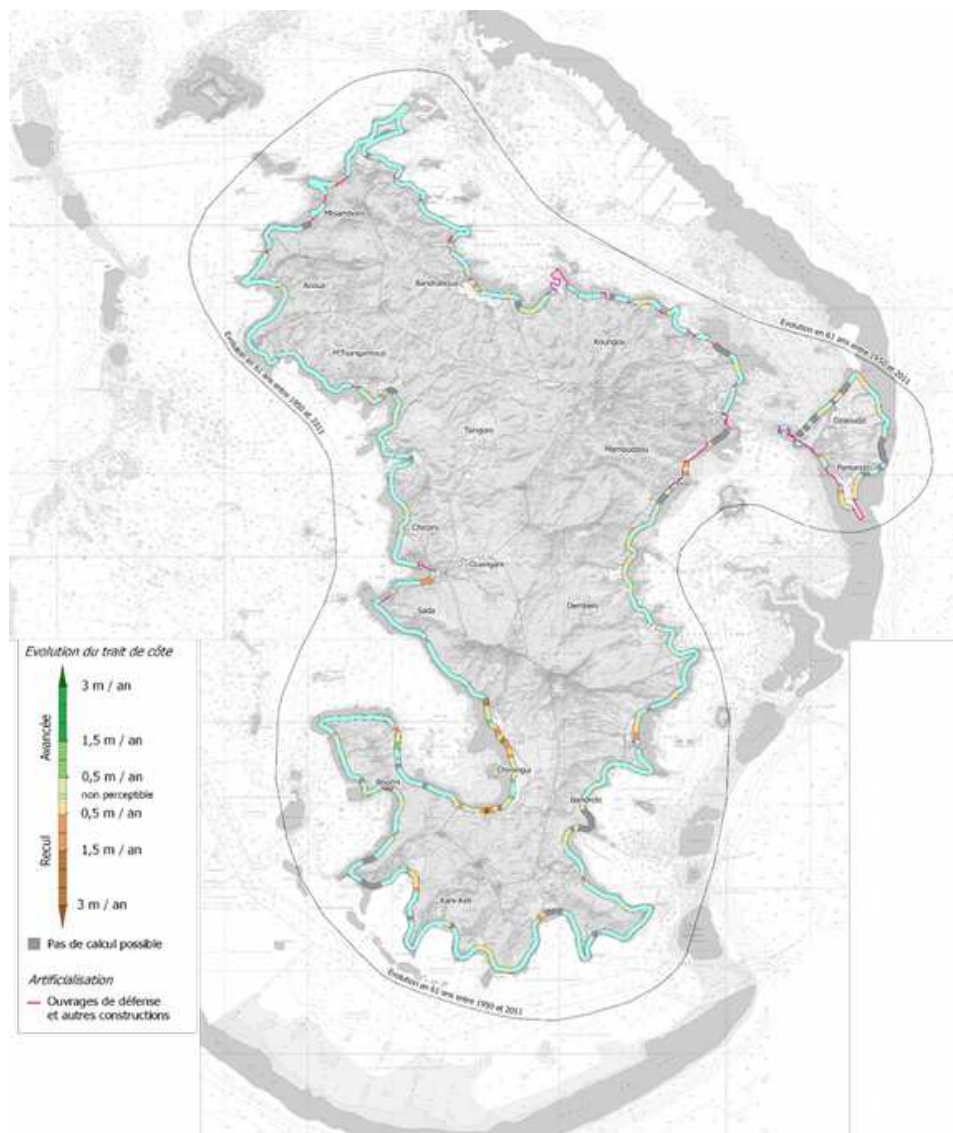 Mtsamboro
Acoua
Bandraboua
M'Tsangamouji
Koungou
Evolution en 61 ans entre 1950 et 2011
Evolution en 61 ans entre 1950 et 2011
Dzaoudzi
Tsingoni
Mamoudzou
Pamandzi
Chiconi
Ouangani
Sada
Dembeni
Evolution du trait de côte
3 m / an
Avancée
1,5 m / an
0,5 m / an
non perceptible
0,5 m / an
Recul
1,5 m / an
3 m / an
Pas de calcul possible
Artificialisation
Ouvrages de défense
et autres constructions
Chirongui
Bouéni
Bandrele
Kani-Keli
Evolution en 61 ans entre 1950 et 2011